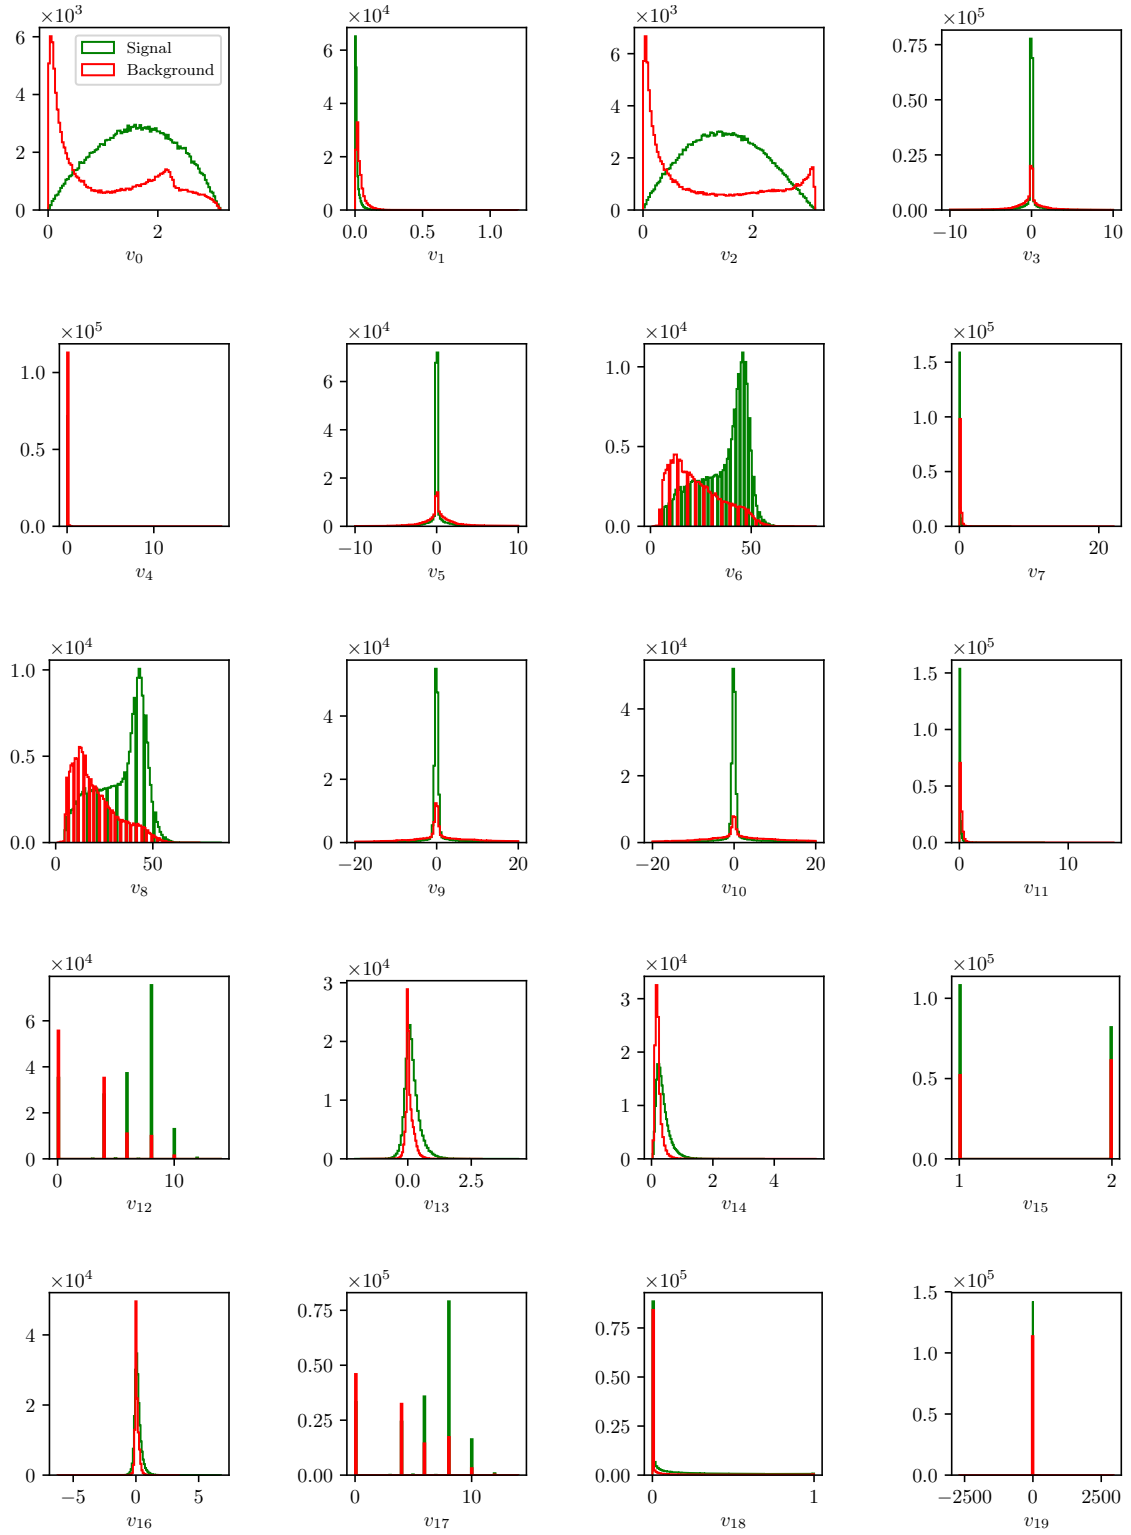 ×10³ ×10⁴ ×10³ ×10⁵
6 4 2 0
0 2
v₀
Signal
Background
6 4 2 0
0.0 0.5 1.0
v₁
6 4 2 0
0 2
v₂
0.75 0.50 0.25 0.00
−10 0 10
v₃
×10⁵ ×10⁴ ×10⁴ ×10⁵
1.0 0.5 0.0
0 10
v₄
6 4 2 0
−10 0 10
v₅
1.0 0.5 0.0
0 50
v₆
1.5 1.0 0.5 0.0
0 20
v₇
×10⁴ ×10⁴ ×10⁴ ×10⁵
1.0 0.5 0.0
0 50
v₈
4 2 0
−20 0 20
v₉
4 2 0
−20 0 20
v₁₀
1.5 1.0 0.5 0.0
0 10
v₁₁
×10⁴ ×10⁴ ×10⁴ ×10⁵
6 4 2 0
0 10
v₁₂
3 2 1 0
0.0 2.5
v₁₃
3 2 1 0
0 2 4
v₁₄
1.0 0.5 0.0
1 2
v₁₅
×10⁴ ×10⁵ ×10⁵ ×10⁵
4 2 0
−5 0 5
v₁₆
0.75 0.50 0.25 0.00
0 10
v₁₇
0.75 0.50 0.25 0.00
0 1
v₁₈
1.5 1.0 0.5 0.0
−2500 0 2500
v₁₉